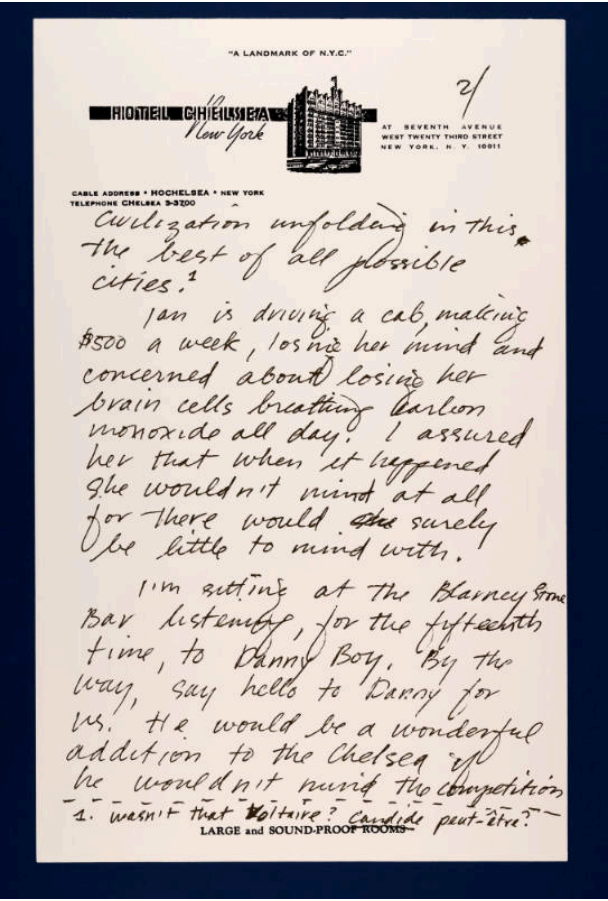 "A LANDMARK OF N.Y.C."
2/
HOTEL CHELSEA
New York
AT SEVENTH AVENUE
WEST TWENTY THIRD STREET
NEW YORK, N. Y. 10011
CABLE ADDRESS • HOCHELSEA • NEW YORK
TELEPHONE CHELSEA 3-3700
Civilization unfolding in this,
the best of all possible
cities.¹
Jan is driving a cab, making
$500 a week, losing her mind and
concerned about losing her
brain cells breathing carbon
monoxide all day. I assured
her that when it happened
she wouldn't mind at all
for there would she surely
be little to mind with.
I'm sitting at the Blarney Stone
Bar listening, for the fifteenth
time, to Danny Boy. By the
way, say hello to Danny for
us. He would be a wonderful
addition to the Chelsea if
he wouldn't mind the competition
1. Wasn't that Voltaire? Candide peut-être?
LARGE and SOUND-PROOF ROOMS